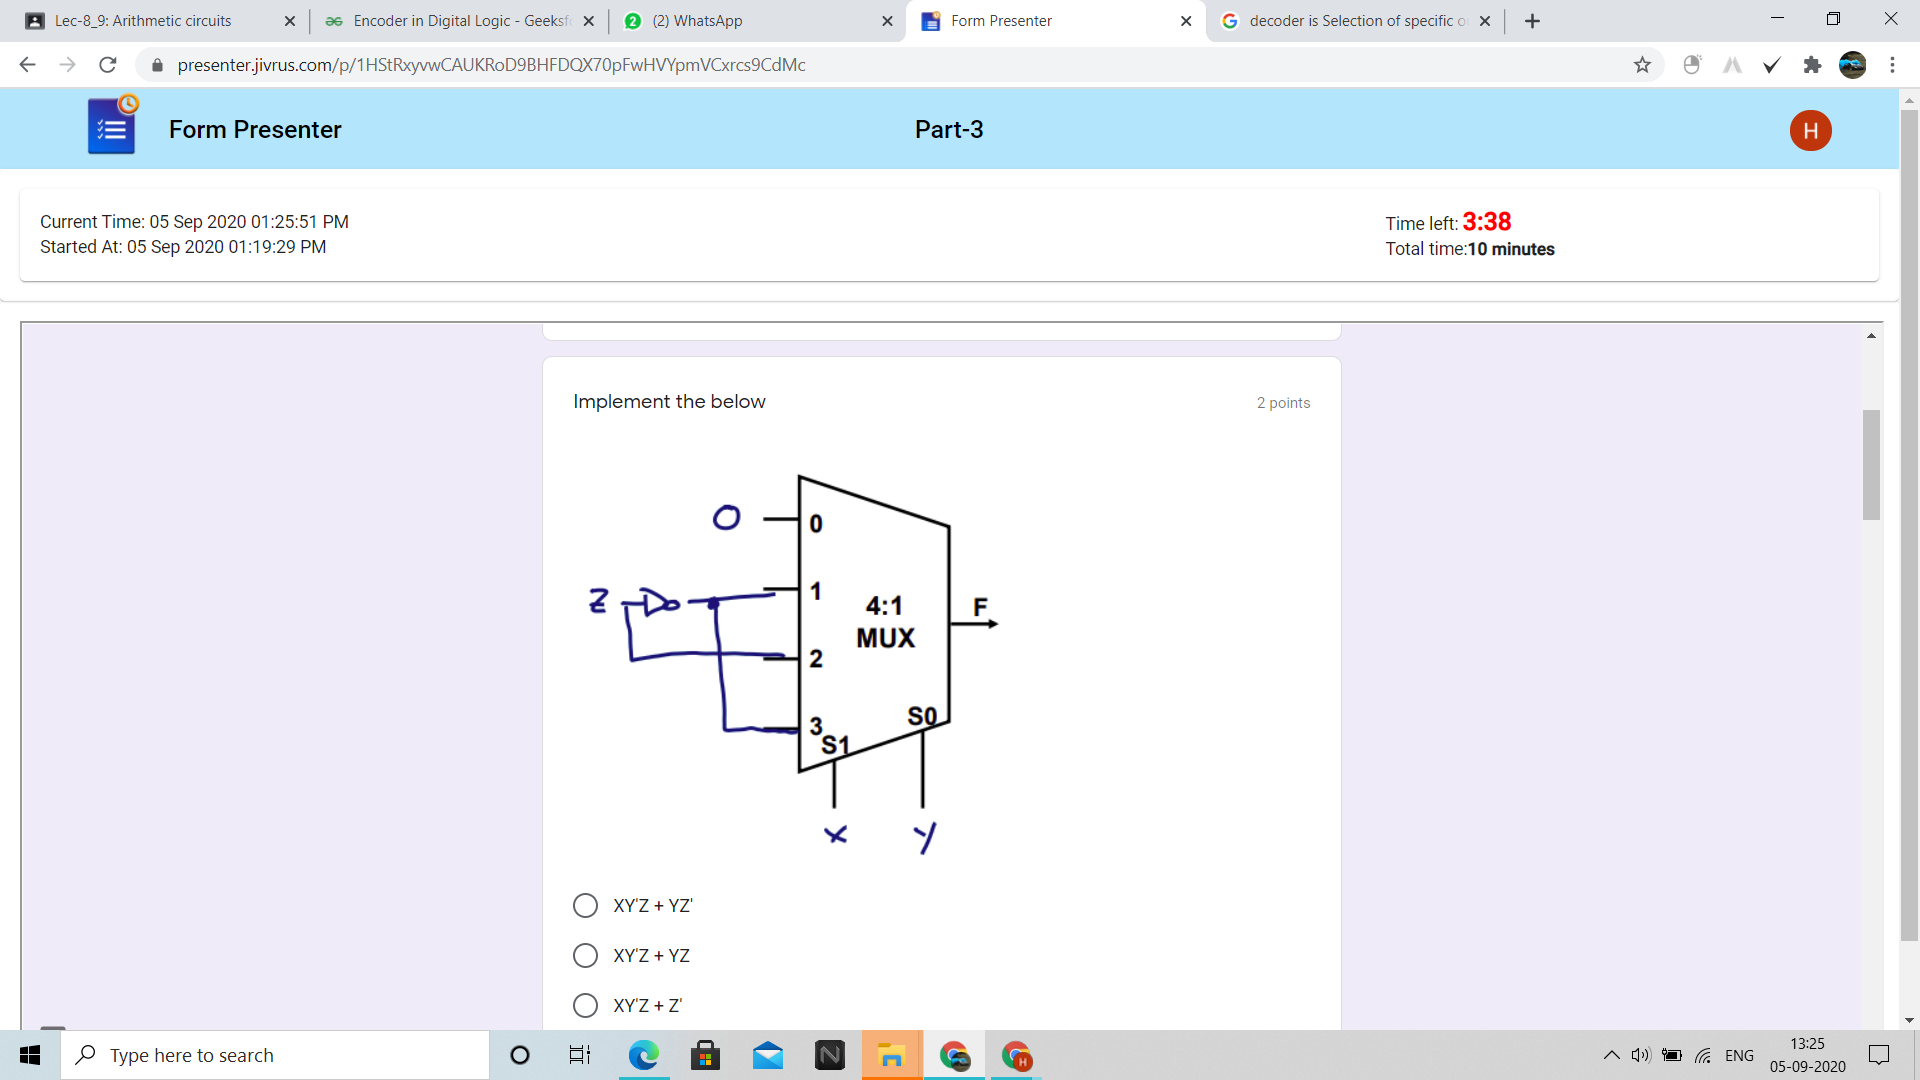 Lec-8_9: Arithmetic circuits
Encoder in Digital Logic - Geeksf
2 (2) WhatsApp
Form Presenter
decoder is Selection of specific o
presenter.jivrus.com/p/1HStRxyvwCAUKRoD9BHFDQX70pFwHVYpmVCxrcs9CdMc
Form Presenter
Part-3
H
Current Time: 05 Sep 2020 01:25:51 PM
Started At: 05 Sep 2020 01:19:29 PM
Time left: 3:38
Total time:10 minutes
Implement the below
2 points
0
0
Z
1
4:1
MUX
F
2
3
S1
S0
x
y
XY'Z + YZ'
XY'Z + YZ
XY'Z + Z'
Type here to search
N
H
ENG
13:25
05-09-2020